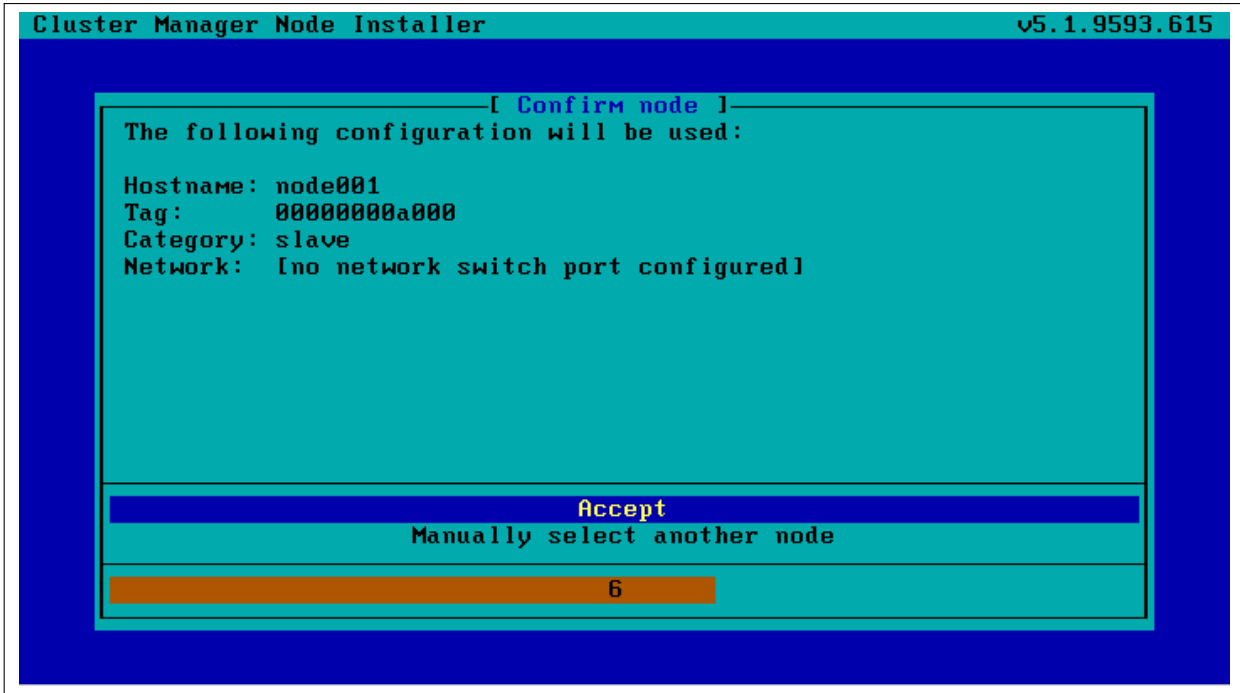 Cluster Manager Node Installer v5.1.9593.615
[ Confirm node ]
The following configuration will be used:
Hostname: node001
Tag: 00000000a000
Category: slave
Network: [no network switch port configured]
Accept
Manually select another node
6